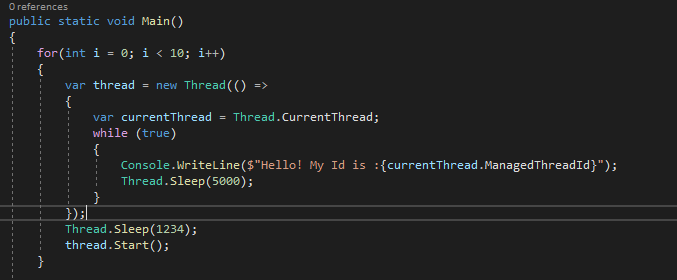 0 references
public static void Main()
{
for(int i = 0; i < 10; i++)
{
var thread = new Thread(() =>
{
var currentThread = Thread.CurrentThread;
while (true)
{
Console.WriteLine($"Hello! My Id is :{currentThread.ManagedThreadId}");
Thread.Sleep(5000);
}
});
Thread.Sleep(1234);
thread.Start();
}